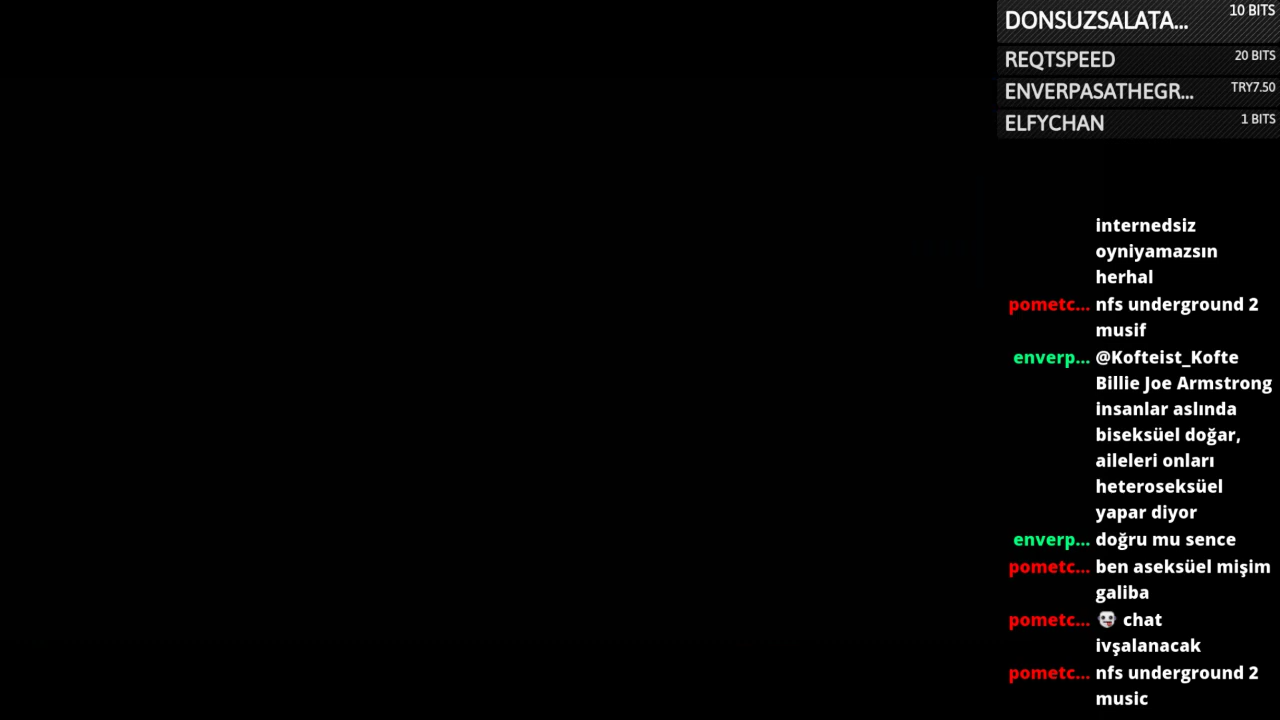 DONSUZSALATA... 10 BITS
REQTSPEED 20 BITS
ENVERPASATHEGR... TRY7.50
ELFYCHAN 1 BITS
internedsiz
oyniyamazsın
herhal
pometc... nfs underground 2
musif
enverp... @Kofteist_Kofte
Billie Joe Armstrong
insanlar aslında
biseksüel doğar,
aileleri onları
heteroseksüel
yapar diyor
enverp... doğru mu sence
pometc... ben aseksüel mişim
galiba
pometc... chat
ivşalanacak
pometc... nfs underground 2
music